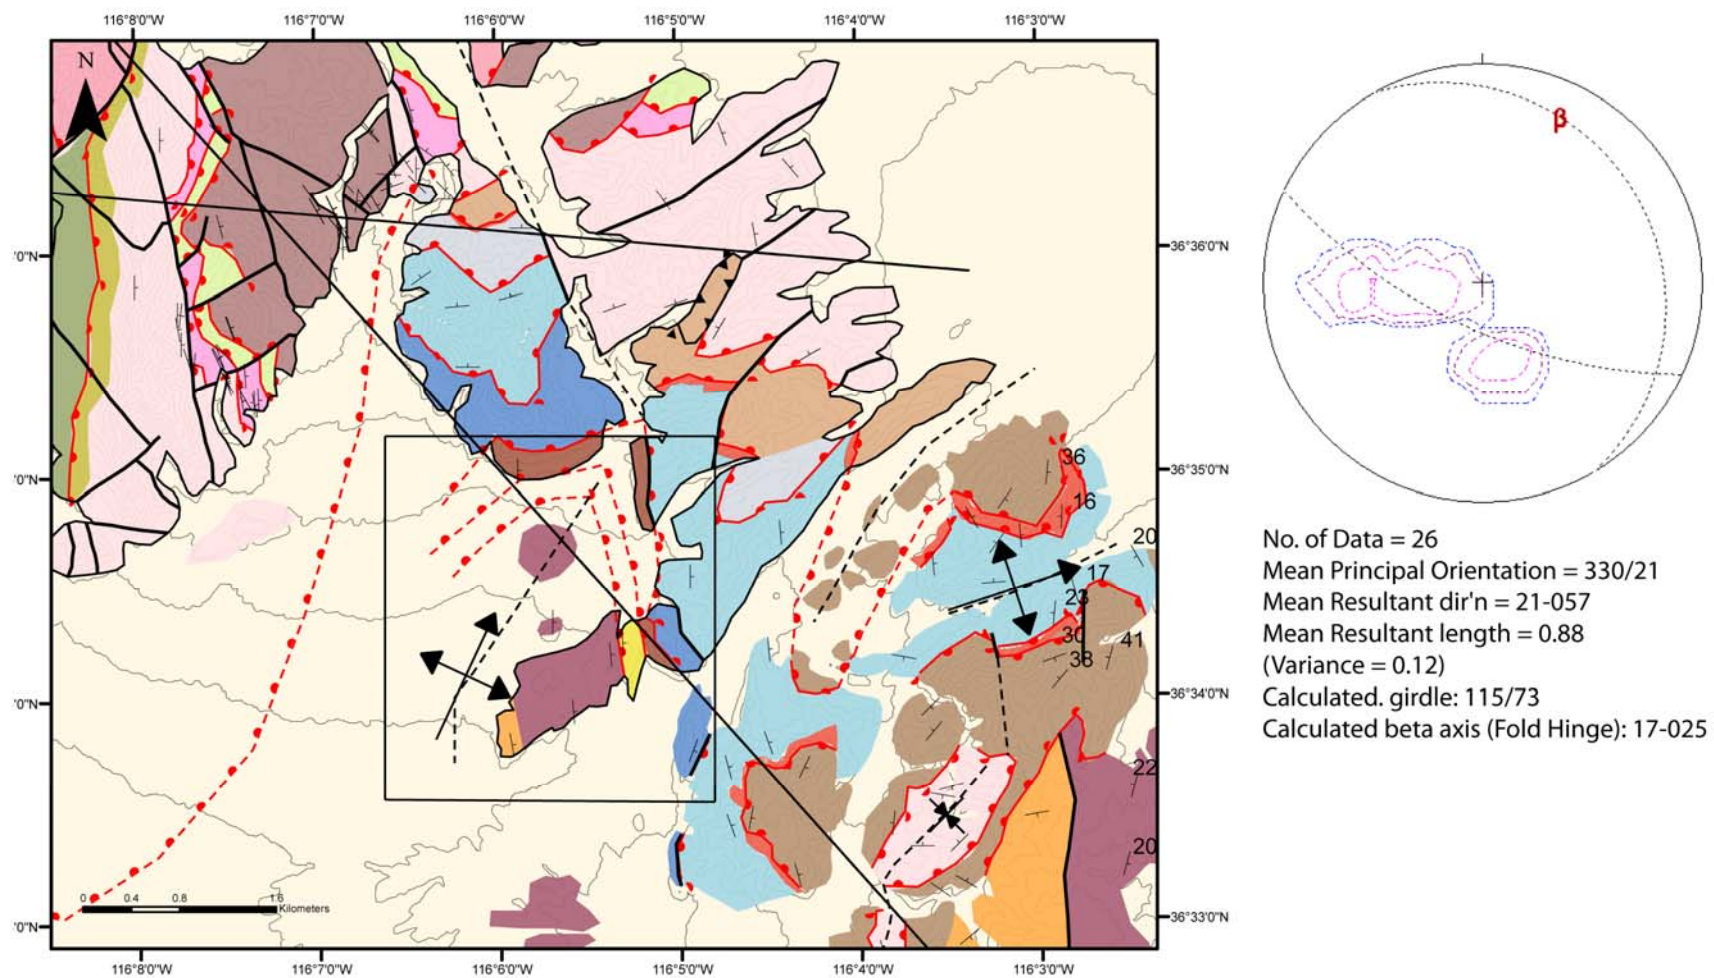 116°8'0"W 116°7'0"W 116°6'0"W 116°5'0"W 116°4'0"W 116°3'0"W
N
β
'0"N 36°36'0"N
36
'0"N 36°35'0"N
16
20
17
23
30 41
38
'0"N 36°34'0"N
22
20
0 0.4 0.8 1.6
Kilometers
'0"N 36°33'0"N
116°8'0"W 116°7'0"W 116°6'0"W 116°5'0"W 116°4'0"W 116°3'0"W
No. of Data = 26
Mean Principal Orientation = 330/21
Mean Resultant dir'n = 21-057
Mean Resultant length = 0.88
(Variance = 0.12)
Calculated. girdle: 115/73
Calculated beta axis (Fold Hinge): 17-025